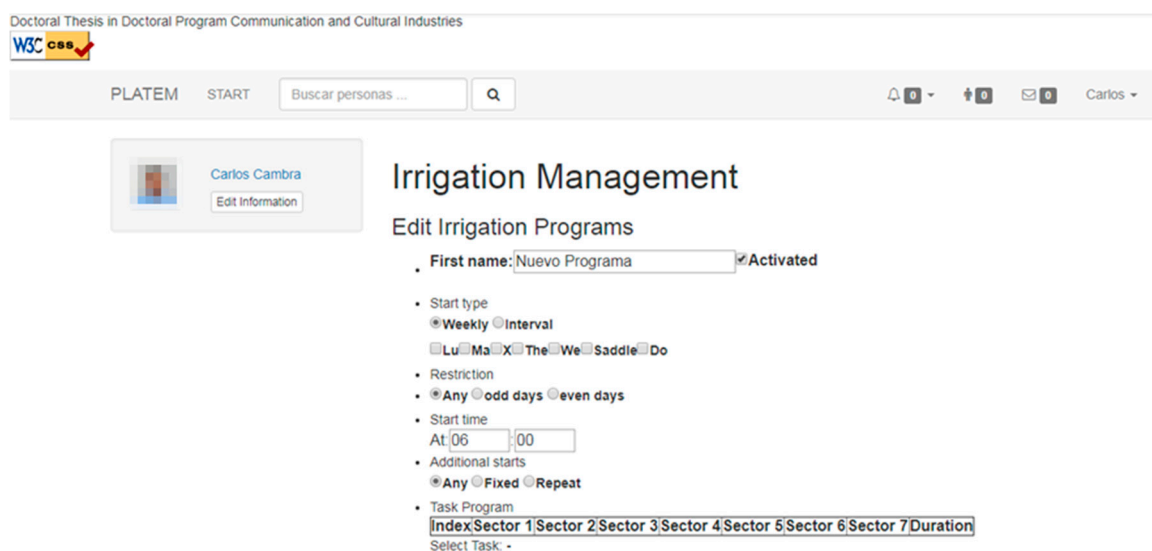 Doctoral Thesis in Doctoral Program Communication and Cultural Industries
W3C css
PLATEM START Buscar personas ... 0 0 0 Carlos
Carlos Cambra
Edit Information
Irrigation Management
Edit Irrigation Programs
First name: Nuevo Programa Activated
Start type
Weekly Interval
Lu Ma X The We Saddle Do
Restriction
Any odd days even days
Start time
At: 06 : 00
Additional starts
Any Fixed Repeat
Task Program
Index Sector 1 Sector 2 Sector 3 Sector 4 Sector 5 Sector 6 Sector 7 Duration
Select Task: -